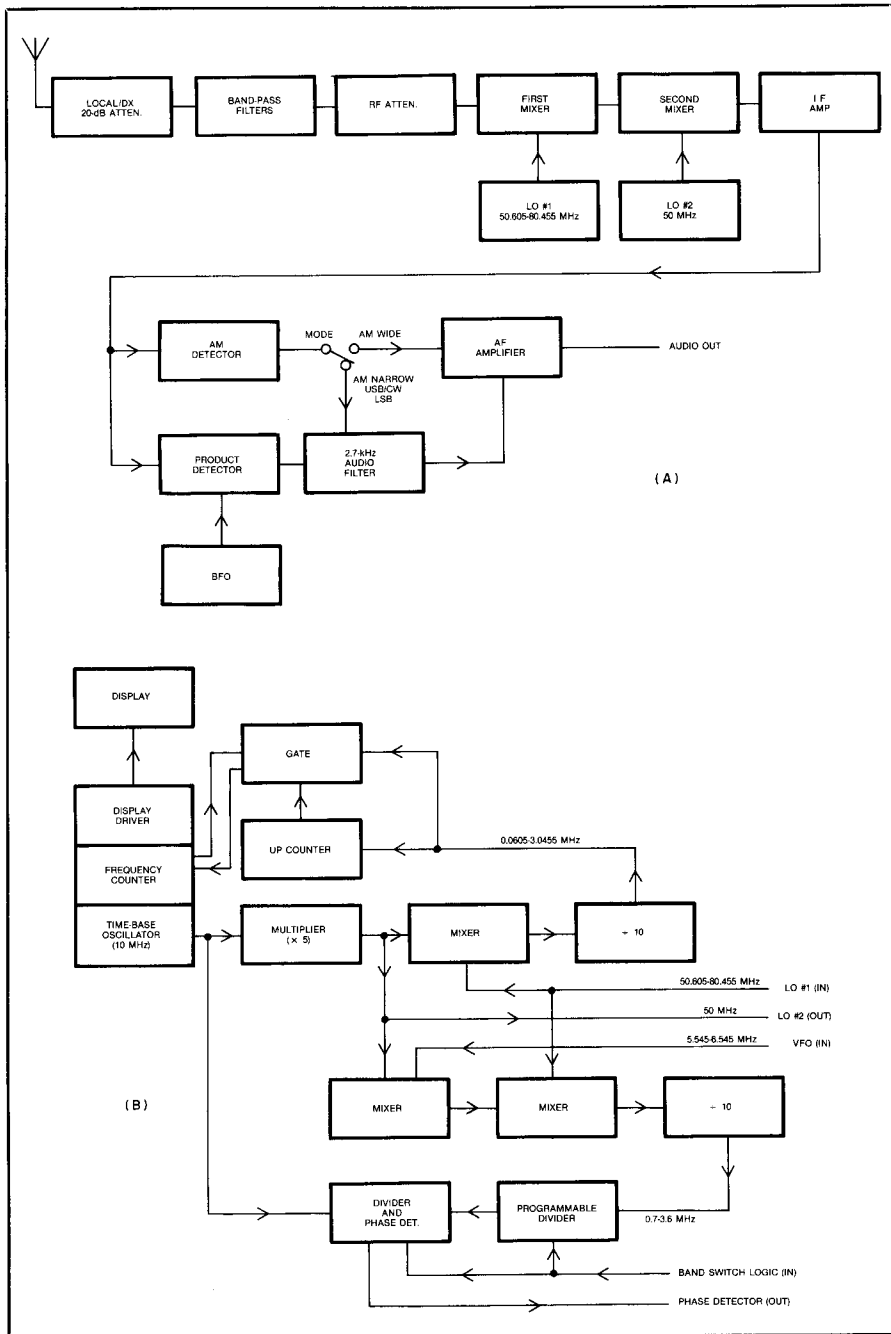 LOCAL/DX
20-dB ATTEN.
BAND-PASS
FILTERS
RF ATTEN.
FIRST
MIXER
SECOND
MIXER
I F
AMP
LO #1
50.605-80.455 MHz
LO #2
50 MHz
AM
DETECTOR
MODE
AM WIDE
AF
AMPLIFIER
AUDIO OUT
AM NARROW
USB/CW
LSB
PRODUCT
DETECTOR
2.7-kHz
AUDIO
FILTER
(A)
BFO
DISPLAY
GATE
DISPLAY
DRIVER
UP COUNTER
0.0605-3.0455 MHz
FREQUENCY
COUNTER
TIME-BASE
OSCILLATOR
(10 MHz)
MULTIPLIER
(× 5)
MIXER
÷ 10
50.605-80.455 MHz
LO #1 (IN)
50 MHz
LO #2 (OUT)
5.545-6.545 MHz
VFO (IN)
(B)
MIXER
MIXER
÷ 10
DIVIDER
AND
PHASE DET.
PROGRAMMABLE
DIVIDER
0.7-3.6 MHz
BAND SWITCH LOGIC (IN)
PHASE DETECTOR (OUT)